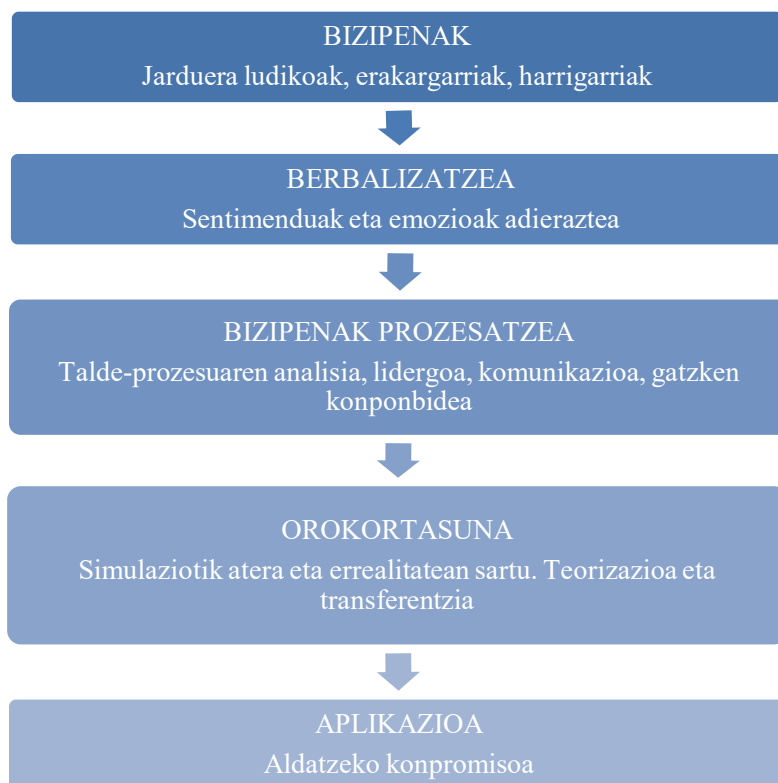 BIZIPENAK
Jarduera ludikoak, erakargarriak, harrigarriak
BERBALIZATZEA
Sentimenduak eta emozioak adieraztea
BIZIPENAK PROZESATZEA
Talde-prozesuaren analisia, lidergoa, komunikazioa, gatzken
konponbidea
OROKORTASUNA
Simulaziotik atera eta errealitatean sartu. Teorizazioa eta
transferentzia
APLIKAZIOA
Aldatzeko konpromisoa